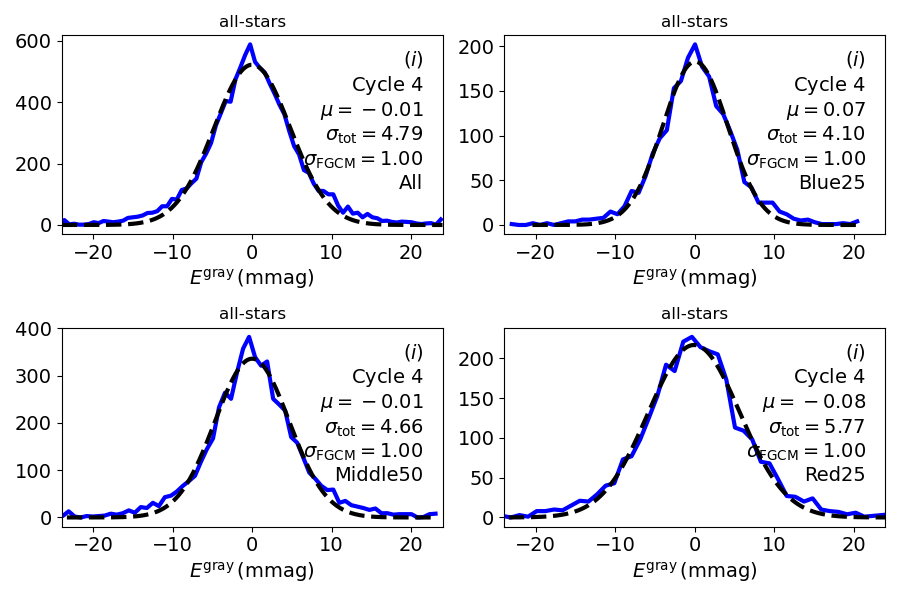 all-stars
600
400
200
0
−20 −10 0 10 20
(i)
Cycle 4
μ = −0.01
σtot = 4.79
σFGCM = 1.00
All
E^gray (mmag)
all-stars
200
150
100
50
0
−20 −10 0 10 20
(i)
Cycle 4
μ = 0.07
σtot = 4.10
σFGCM = 1.00
Blue25
E^gray (mmag)
all-stars
400
300
200
100
0
−20 −10 0 10 20
(i)
Cycle 4
μ = −0.01
σtot = 4.66
σFGCM = 1.00
Middle50
E^gray (mmag)
all-stars
200
150
100
50
0
−20 −10 0 10 20
(i)
Cycle 4
μ = −0.08
σtot = 5.77
σFGCM = 1.00
Red25
E^gray (mmag)